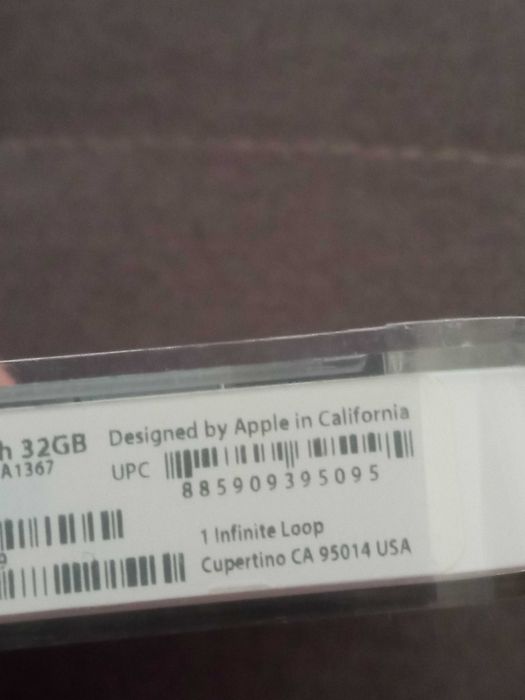 h 32GB
A1367
Designed by Apple in California
UPC
885909395095
1 Infinite Loop
Cupertino CA 95014 USA